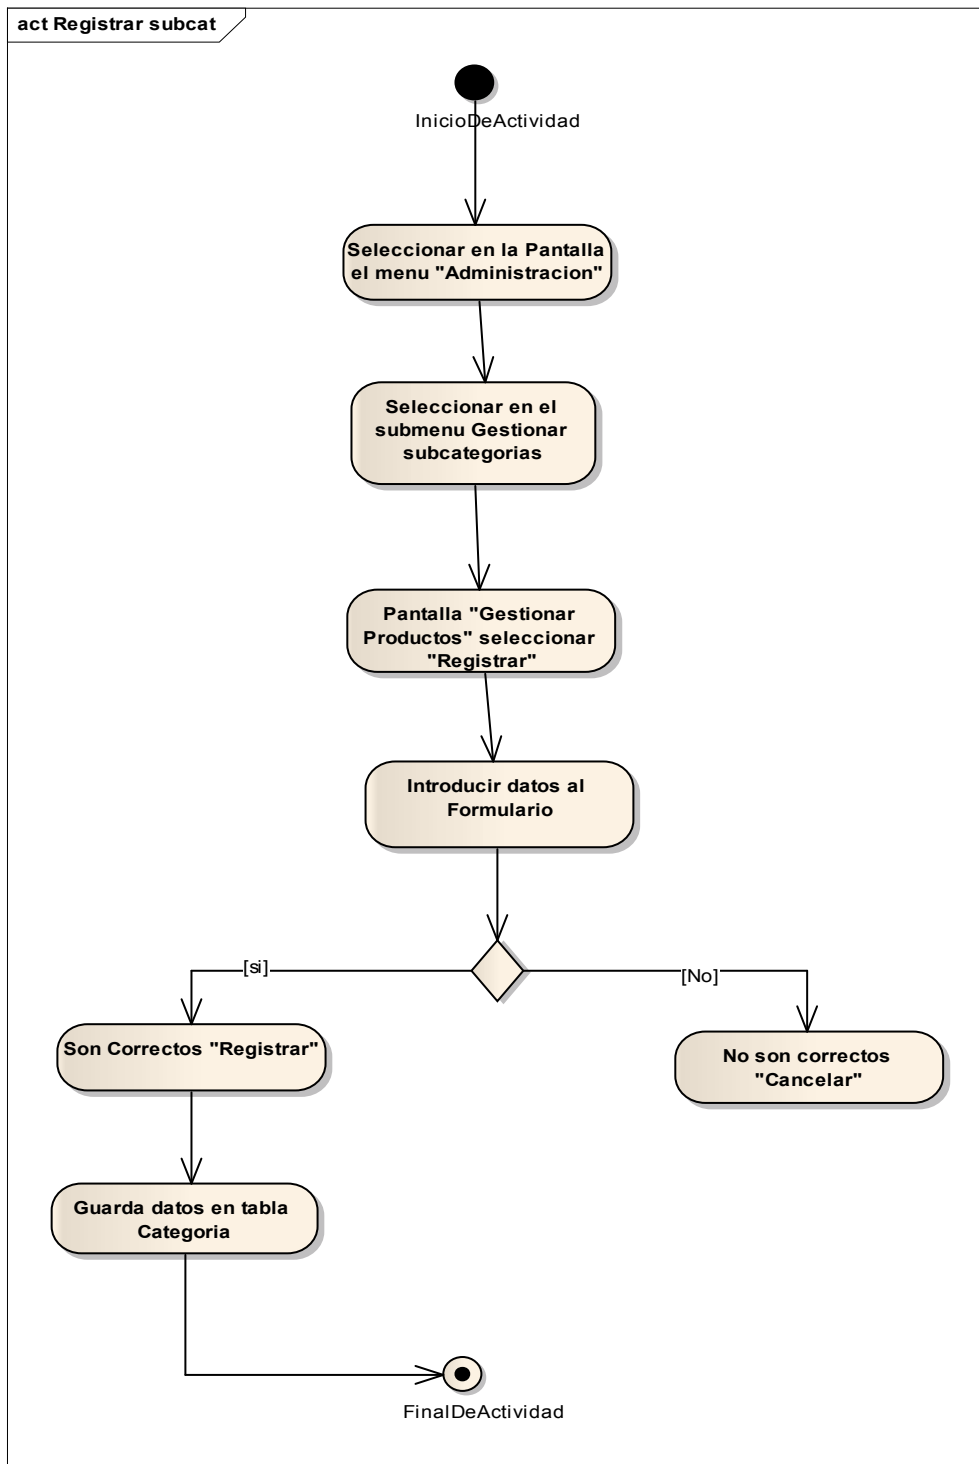 act Registrar subcat
InicioDeActividad
Seleccionar en la Pantalla
el menu "Administracion"
Seleccionar en el
submenu Gestionar
subcategorias
Pantalla "Gestionar
Productos" seleccionar
"Registrar"
Introducir datos al
Formulario
[si]
[No]
Son Correctos "Registrar"
No son correctos
"Cancelar"
Guarda datos en tabla
Categoria
FinalDeActividad